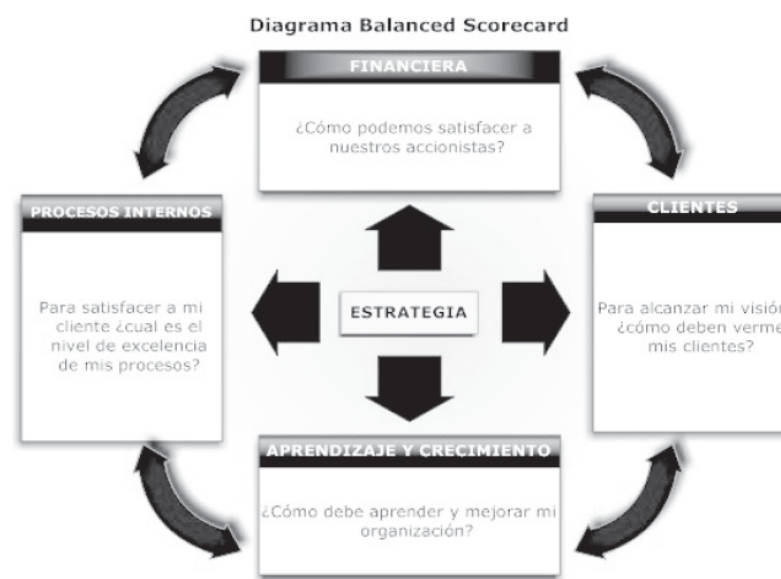 Diagrama Balanced Scorecard
FINANCIERA
¿Cómo podemos satisfacer a
nuestros accionistas?
PROCESOS INTERNOS
Para satisfacer a mi
cliente ¿cual es el
nivel de excelencia
de mis procesos?
ESTRATEGIA
CLIENTES
Para alcanzar mi visión
¿cómo deben verme
mis clientes?
APRENDIZAJE Y CRECIMIENTO
¿Cómo debe aprender y mejorar mi
organización?